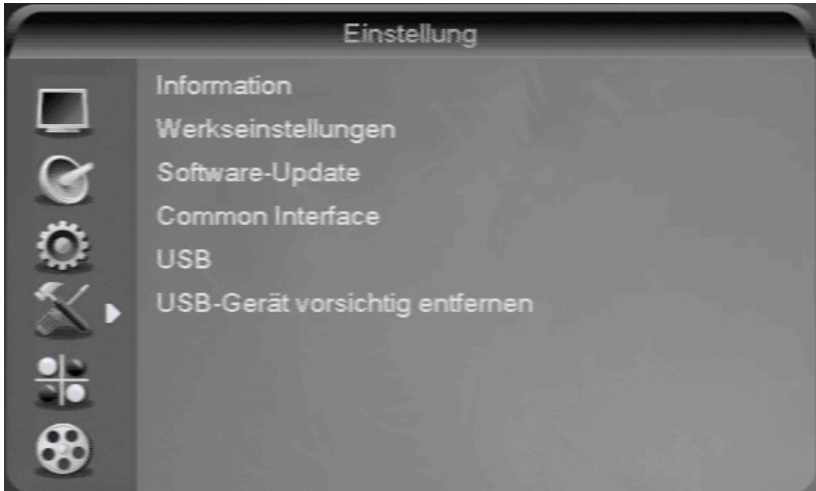 Einstellung
Information
Werkseinstellungen
Software-Update
Common Interface
USB
USB-Gerät vorsichtig entfernen